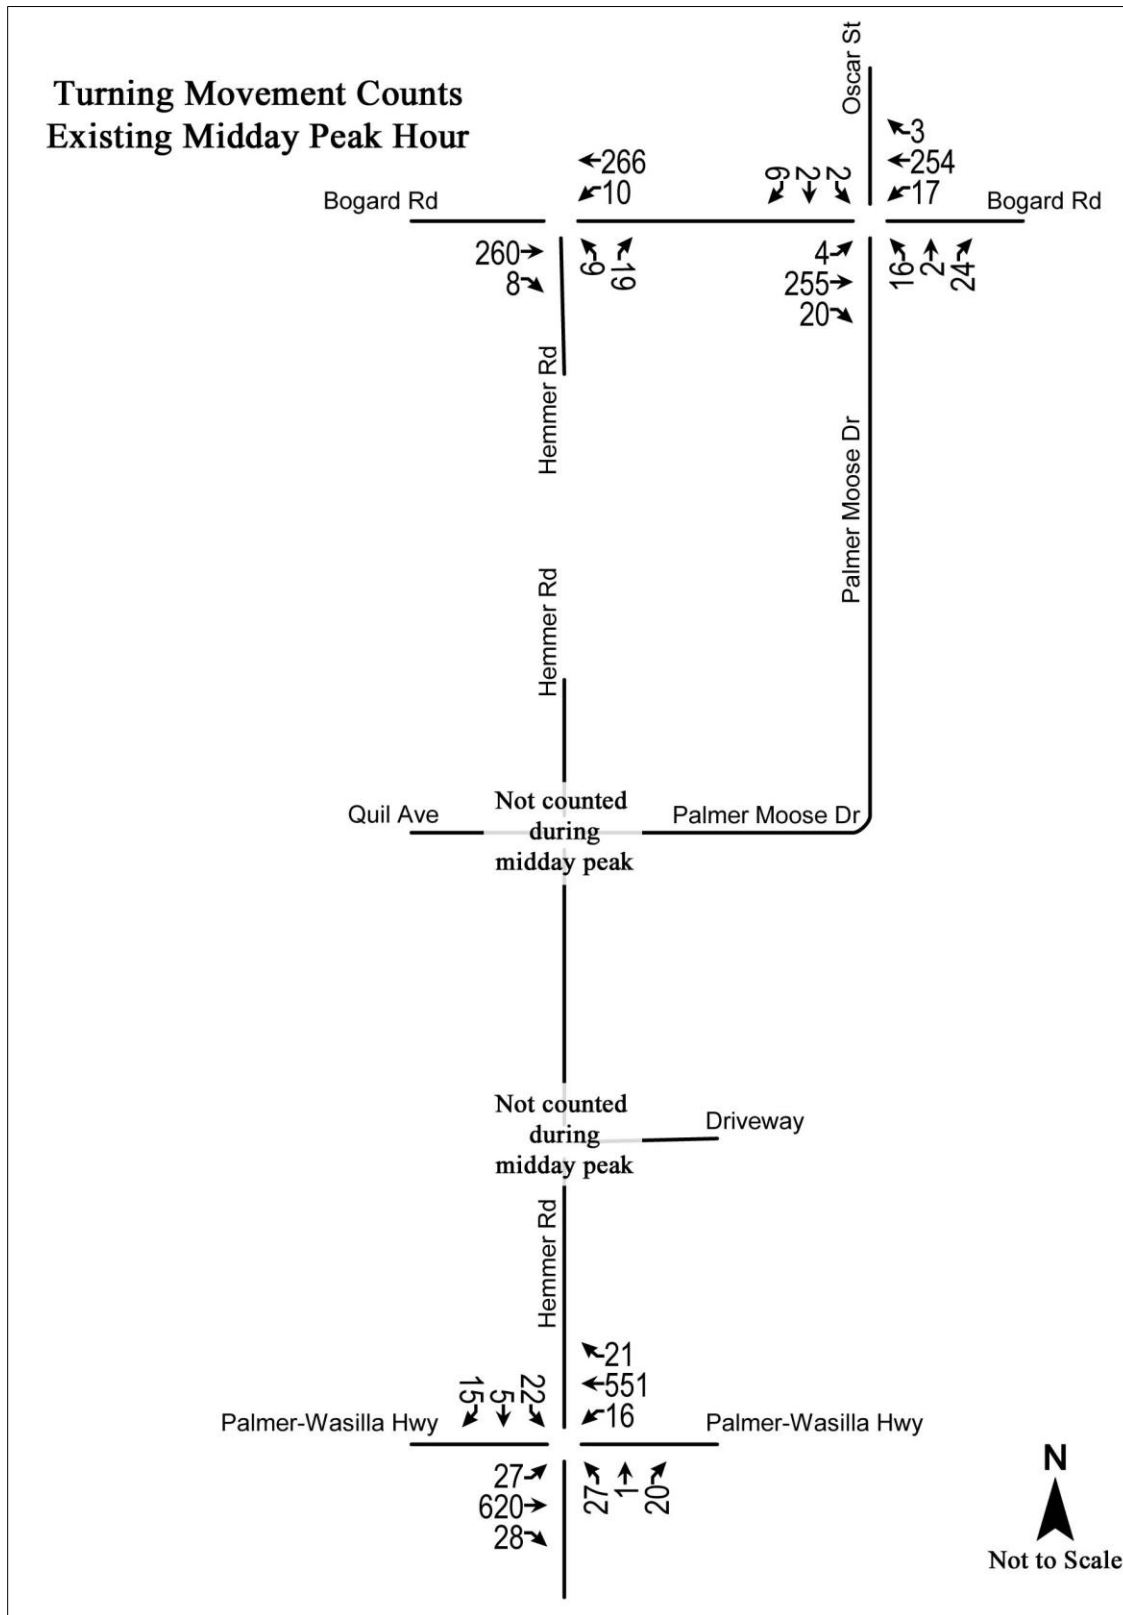 Turning Movement Counts
Existing Midday Peak Hour
Oscar St
3
254
17
266
10
6
2
2
Bogard Rd
Bogard Rd
260
8
9
19
4
255
20
16
2
24
Hemmer Rd
Palmer Moose Dr
Hemmer Rd
Quil Ave
Not counted
during
midday peak
Palmer Moose Dr
Not counted
during
midday peak
Driveway
Hemmer Rd
21
551
16
15
5
22
Palmer-Wasilla Hwy
Palmer-Wasilla Hwy
27
620
28
27
1
20
N
Not to Scale